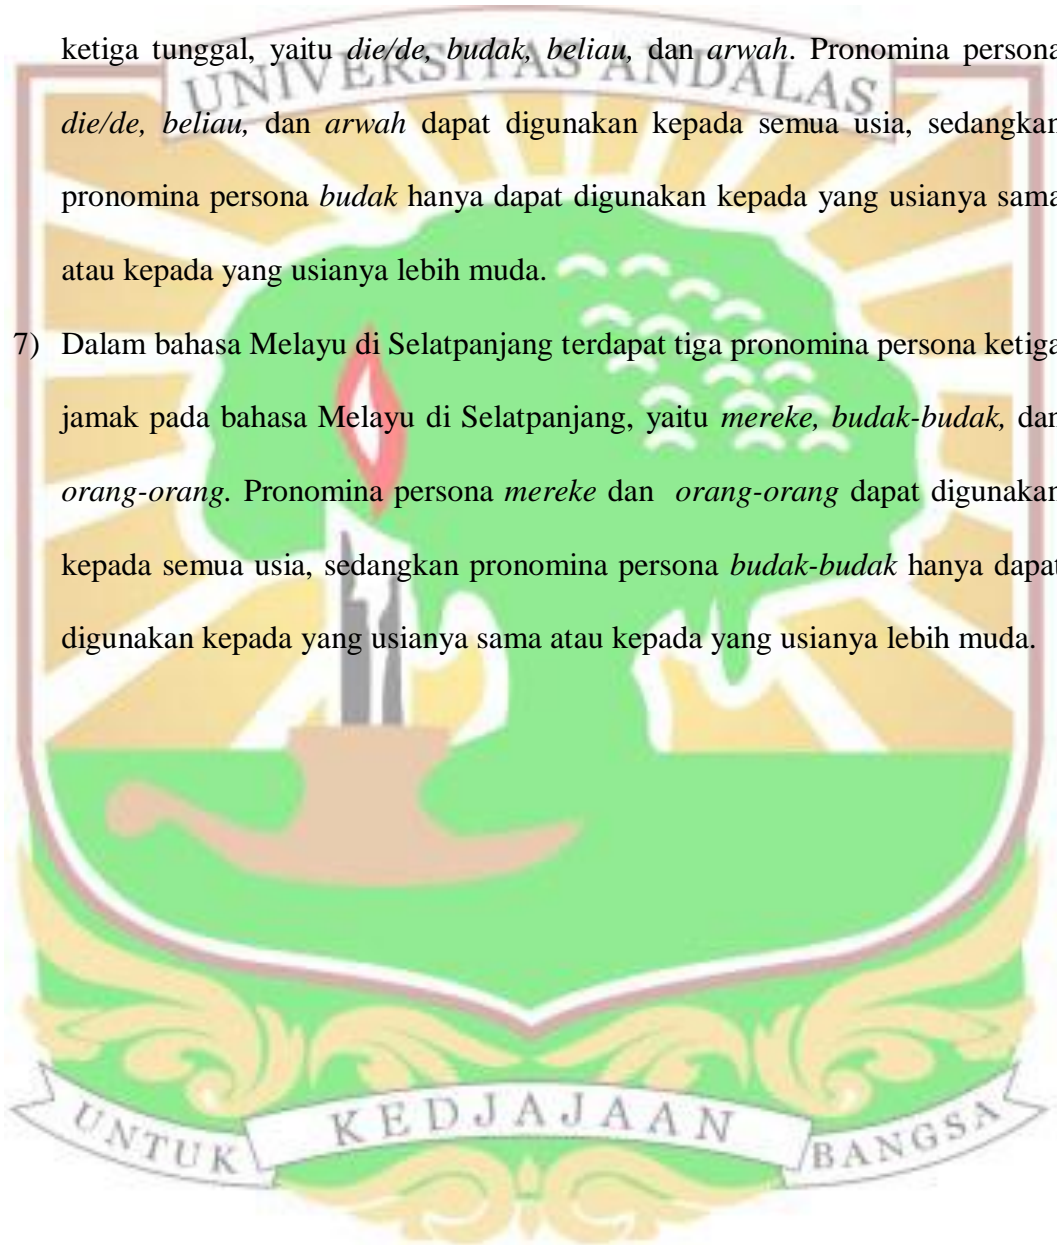 ketiga tunggal, yaitu die/de, budak, beliau, dan arwah. Pronomina persona
UNIVERSITAS ANDALAS
die/de, beliau, dan arwah dapat digunakan kepada semua usia, sedangkan
pronomina persona budak hanya dapat digunakan kepada yang usianya sama
atau kepada yang usianya lebih muda.
7) Dalam bahasa Melayu di Selatpanjang terdapat tiga pronomina persona ketiga
jamak pada bahasa Melayu di Selatpanjang, yaitu mereke, budak-budak, dan
orang-orang. Pronomina persona mereke dan orang-orang dapat digunakan
kepada semua usia, sedangkan pronomina persona budak-budak hanya dapat
digunakan kepada yang usianya sama atau kepada yang usianya lebih muda.
UNTUK KEDJAJAAN BANGSA